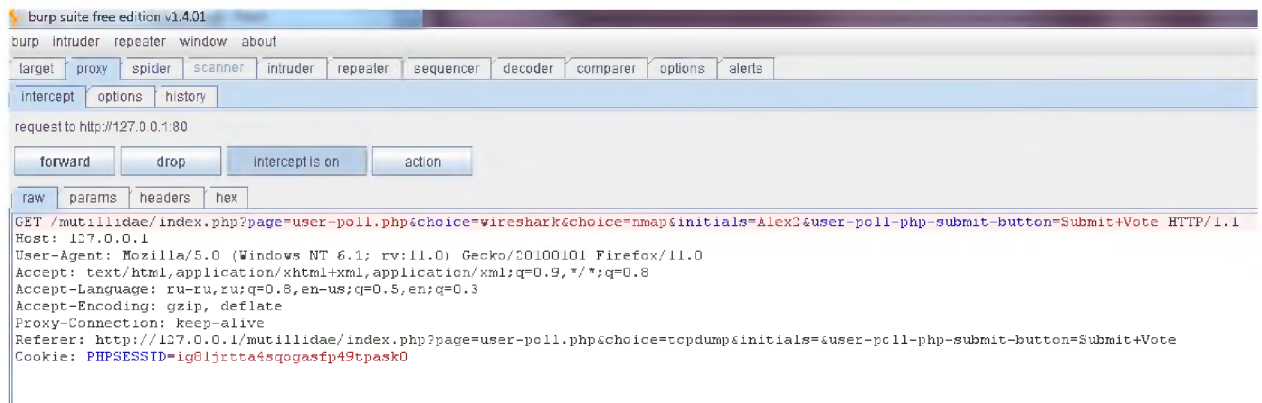 burp suite free edition v1.4.01
burp intruder repeater window about
target proxy spider scanner intruder repeater sequencer decoder comparer options alerts
intercept options history
request to http://127.0.0.1:80
forward drop intercept is on action
raw params headers hex
GET /mutillidae/index.php?page=user-poll.php&choice=wireshark&choice=nmap&initials=Alex2&user-poll-php-submit-button=Submit+Vote HTTP/1.1
Host: 127.0.0.1
User-Agent: Mozilla/5.0 (Windows NT 6.1; rv:11.0) Gecko/20100101 Firefox/11.0
Accept: text/html,application/xhtml+xml,application/xml;q=0.9,*/*;q=0.8
Accept-Language: ru-ru,ru;q=0.8,en-us;q=0.5,en;q=0.3
Accept-Encoding: gzip, deflate
Proxy-Connection: keep-alive
Referer: http://127.0.0.1/mutillidae/index.php?page=user-poll.php&choice=tcpdump&initials=&user-poll-php-submit-button=Submit+Vote
Cookie: PHPSESSID=ig81jrtta4sqogasfp49tpask0